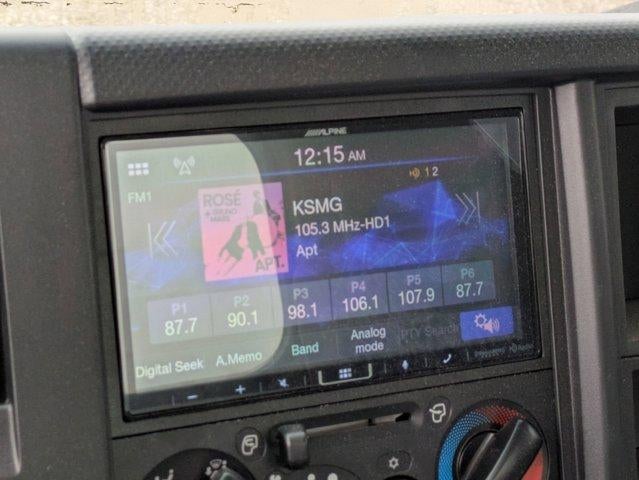 ALPINE
12:15 AM
FM1
1 2
ROSÉ
+ BRUNO
MARS
APT.
KSMG
105.3 MHz-HD1
Apt
P1 P2 P3 P4 P5 P6
87.7 90.1 98.1 106.1 107.9 87.7
Digital Seek A.Memo Band Analog mode PTY Search
HD Radio